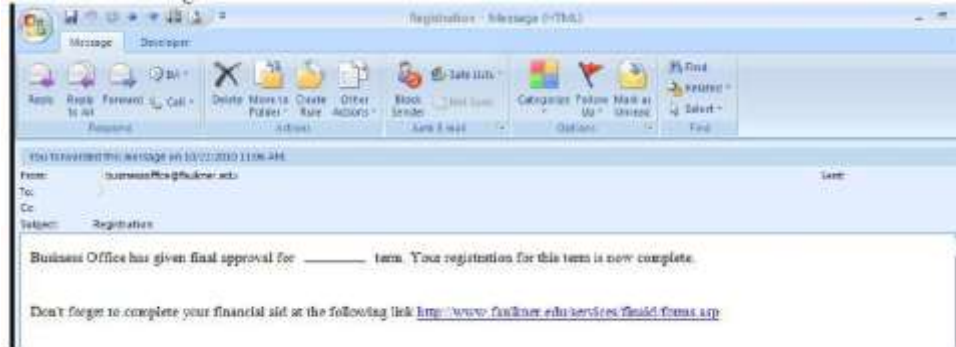 Registration - Message (HTML)
Message Developer
Reply Reply to All Forward Call
Delete Move to Folder Create Rule Other Actions
Block Sender Safe Lists Not Junk
Categorize Follow Up Mark as Unread
Find Related Select
Respond Actions Junk E-mail Options Find
You forwarded this message on 10/22/2010 11:06 AM.
From: businessoffice@faulkner.edu Sent:
To:
Cc:
Subject: Registration
Business Office has given final approval for ________ term. Your registration for this term is now complete.
Don't forget to complete your financial aid at the following link http://www.faulkner.edu/services/finaid/forms.asp